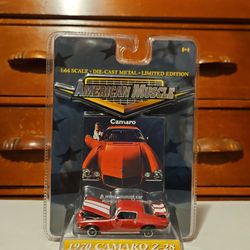 1:64 SCALE • DIE-CAST METAL • LIMITED EDITION
AMERICAN MUSCLE
Camaro
1970 CAMARO Z-28